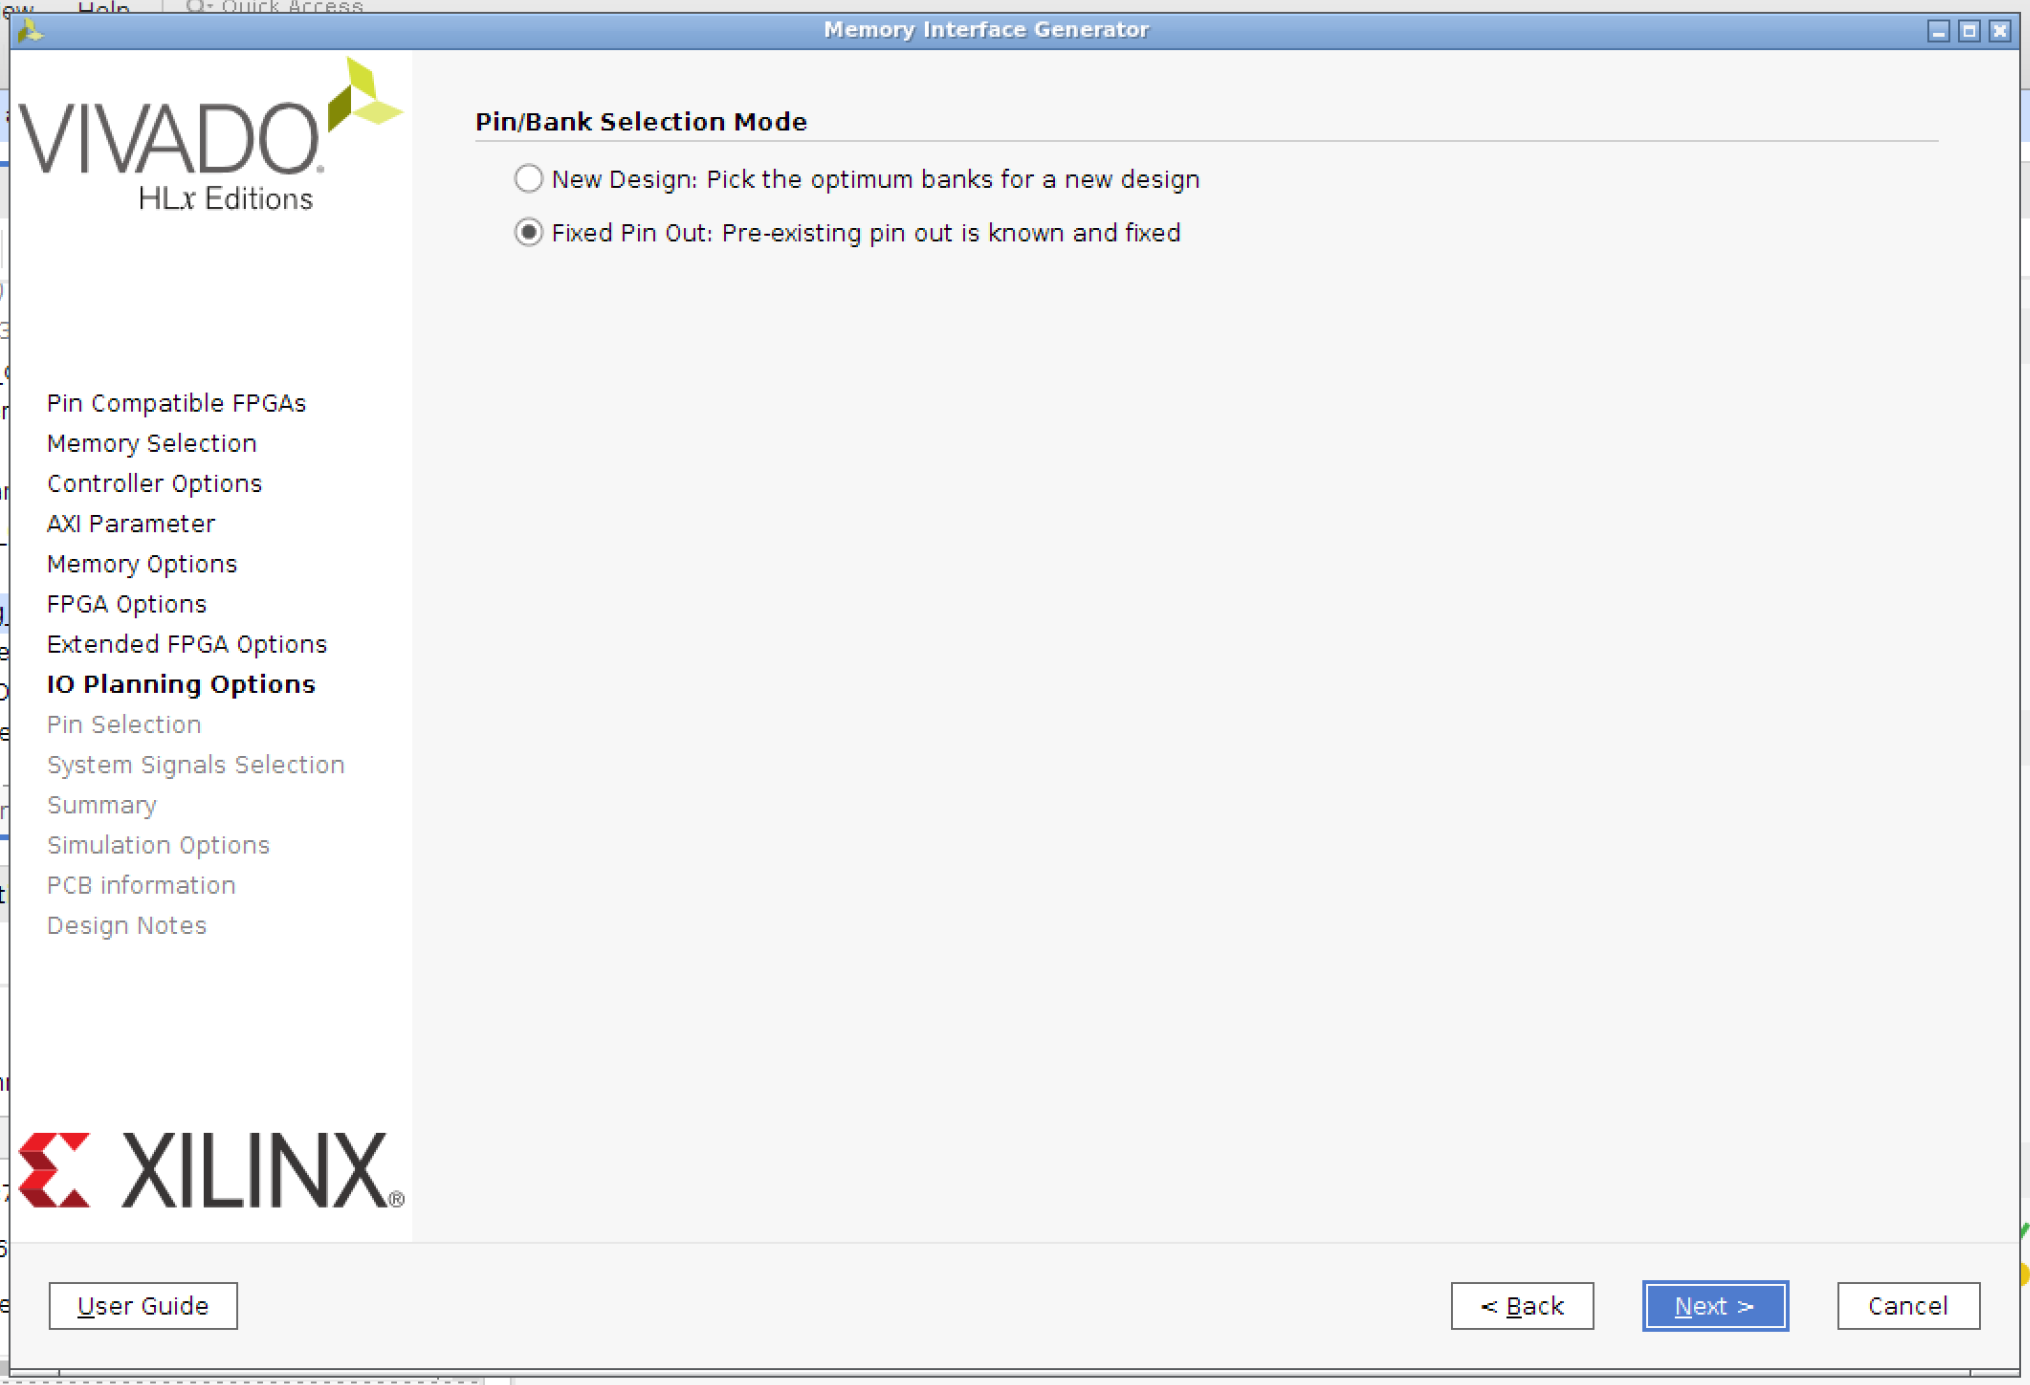 Help
Quick Access
Memory Interface Generator
VIVADO.
HLx Editions
Pin/Bank Selection Mode
New Design: Pick the optimum banks for a new design
Fixed Pin Out: Pre-existing pin out is known and fixed
Pin Compatible FPGAs
Memory Selection
Controller Options
AXI Parameter
Memory Options
FPGA Options
Extended FPGA Options
IO Planning Options
Pin Selection
System Signals Selection
Summary
Simulation Options
PCB information
Design Notes
XILINX®
User Guide
< Back
Next >
Cancel